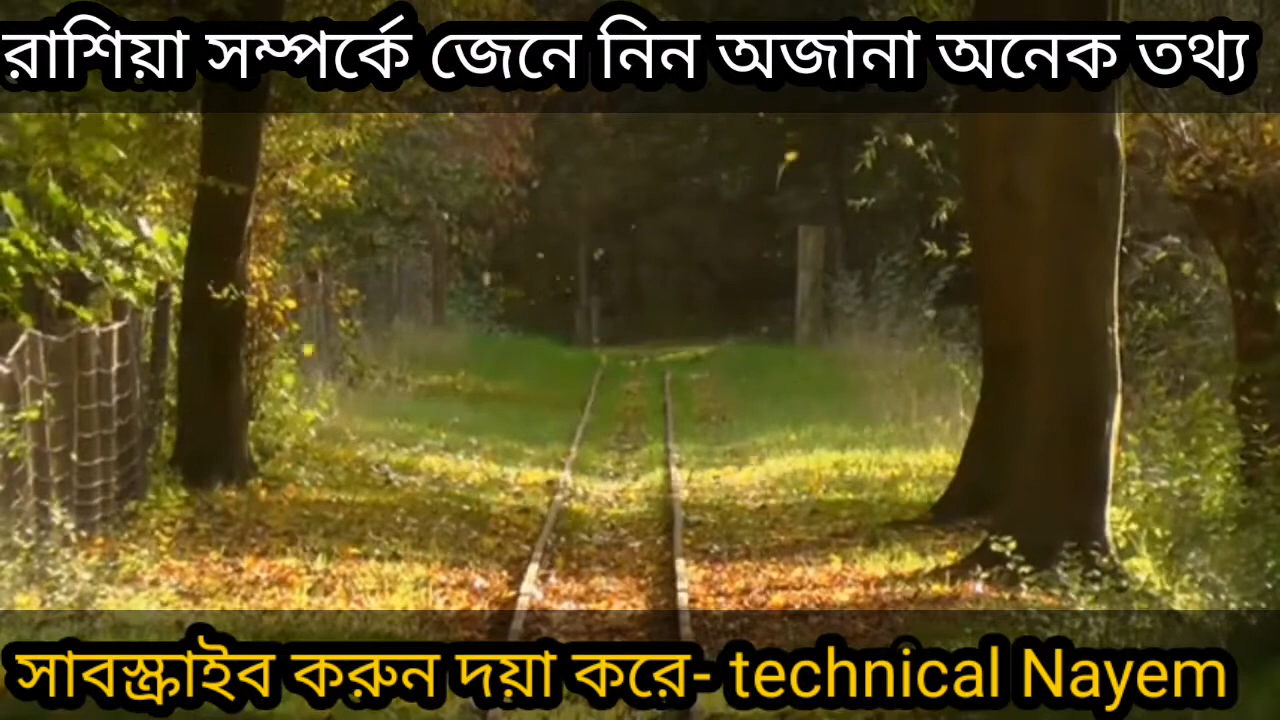 রাশিয়া সম্পর্কে জেনে নিন অজানা অনেক তথ্য
সাবস্ক্রাইব করুন দয়া করে- technical Nayem